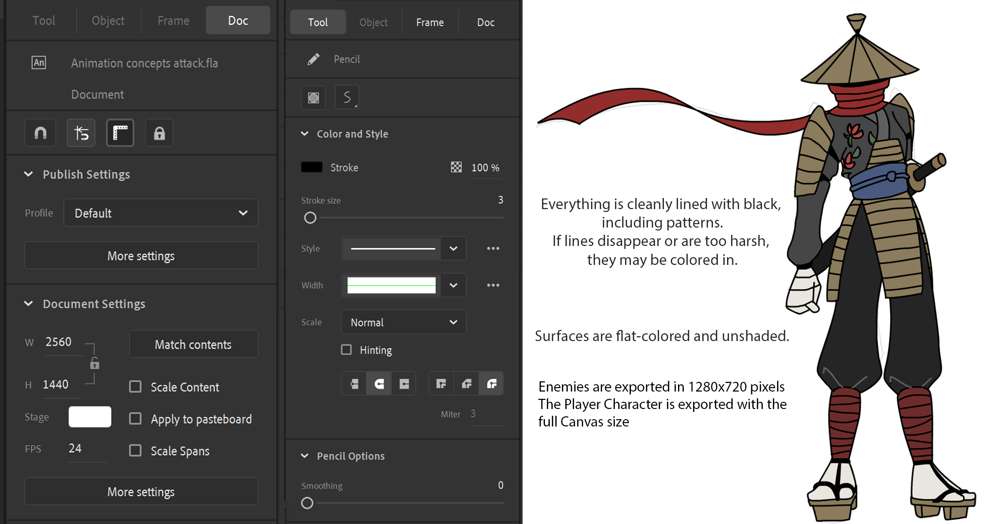 Tool Object Frame Doc
An Animation concepts attack.fla
Document
Publish Settings
Profile Default
More settings
Document Settings
W 2560 Match contents
H 1440 Scale Content
Stage Apply to pasteboard
FPS 24 Scale Spans
More settings
Tool Object Frame Doc
Pencil
Color and Style
Stroke 100 %
Stroke size 3
Style
Width
Scale Normal
Hinting
Miter 3
Pencil Options
Smoothing 0
Everything is cleanly lined with black,
including patterns.
If lines disappear or are too harsh,
they may be colored in.
Surfaces are flat-colored and unshaded.
Enemies are exported in 1280x720 pixels
The Player Character is exported with the
full Canvas size